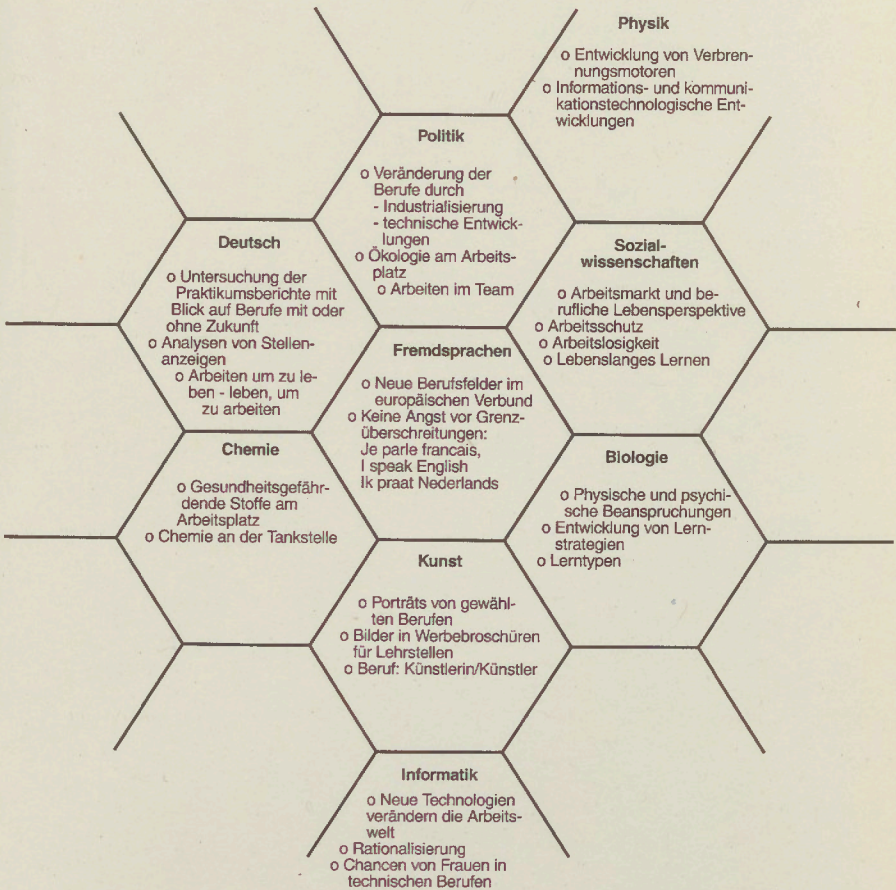 Physik
o Entwicklung von Verbren-
nungsmotoren
o Informations- und kommuni-
kationstechnologische Ent-
wicklungen
Politik
o Veränderung der
Berufe durch
- Industrialisierung
- technische Entwick-
lungen
o Ökologie am Arbeits-
platz
o Arbeiten im Team
Deutsch
o Untersuchung der
Praktikumsberichte mit
Blick auf Berufe mit oder
ohne Zukunft
o Analysen von Stellen-
anzeigen
o Arbeiten um zu le-
ben - leben, um
zu arbeiten
Sozial-
wissenschaften
o Arbeitsmarkt und be-
rufliche Lebensperspektive
o Arbeitsschutz
o Arbeitslosigkeit
o Lebenslanges Lernen
Fremdsprachen
o Neue Berufsfelder im
europäischen Verbund
o Keine Angst vor Grenz-
überschreitungen:
Je parle francais,
I speak English
Ik praat Nederlands
Chemie
o Gesundheitsgefähr-
dende Stoffe am
Arbeitsplatz
o Chemie an der Tankstelle
Biologie
o Physische und psychi-
sche Beanspruchungen
o Entwicklung von Lern-
strategien
o Lerntypen
Kunst
o Porträts von gewähl-
ten Berufen
o Bilder in Werbebroschüren
für Lehrstellen
o Beruf: Künstlerin/Künstler
Informatik
o Neue Technologien
verändern die Arbeits-
welt
o Rationalisierung
o Chancen von Frauen in
technischen Berufen